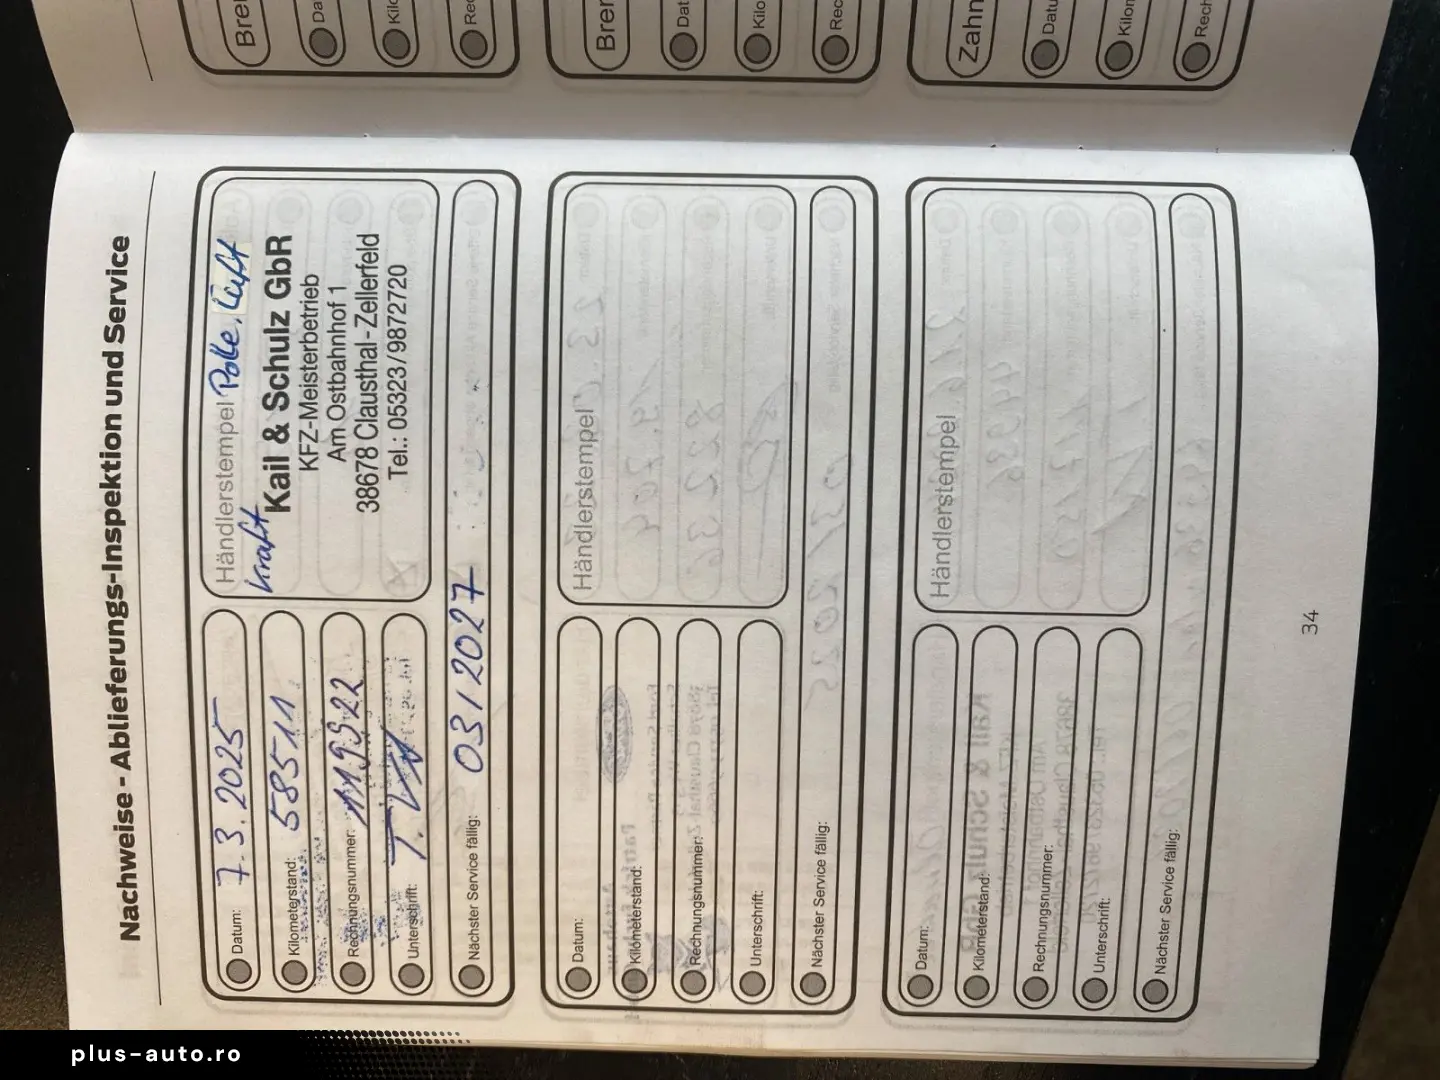 Nachweise - Ablieferungs-Inspektion und Service
Händlerstempel Polle, Luft
Kraft
Kail & Schulz GbR
KFZ-Meisterbetrieb
Am Ostbahnhof 1
38678 Clausthal-Zellerfeld
Tel.: 05323/9872720
Datum: 7.3.2025
Kilometerstand: 58511
Rechnungsnummer: 119922
Unterschrift:
Nächster Service fällig: 03/2027
Händlerstempel
Datum:
Kilometerstand:
Rechnungsnummer:
Unterschrift:
Nächster Service fällig:
Händlerstempel
Datum:
Kilometerstand:
Rechnungsnummer:
Unterschrift:
Nächster Service fällig:
34
plus-auto.ro